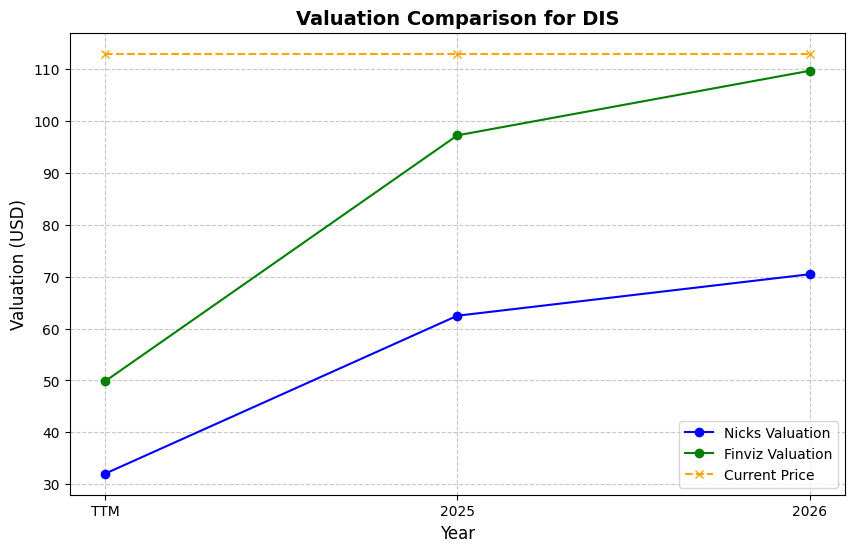 Valuation Comparison for DIS
Valuation (USD)
110
100
90
80
70
60
50
40
30
TTM
2025
2026
Year
Nicks Valuation
Finviz Valuation
Current Price